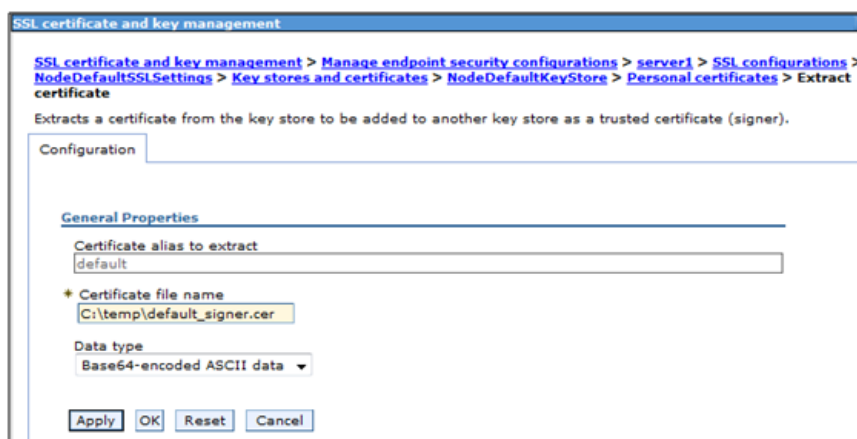 SSL certificate and key management
SSL certificate and key management > Manage endpoint security configurations > server1 > SSL configurations >
NodeDefaultSSLSettings > Key stores and certificates > NodeDefaultKeyStore > Personal certificates > Extract
certificate
Extracts a certificate from the key store to be added to another key store as a trusted certificate (signer).
Configuration
General Properties
Certificate alias to extract
default
* Certificate file name
C:\temp\default_signer.cer
Data type
Base64-encoded ASCII data
Apply OK Reset Cancel